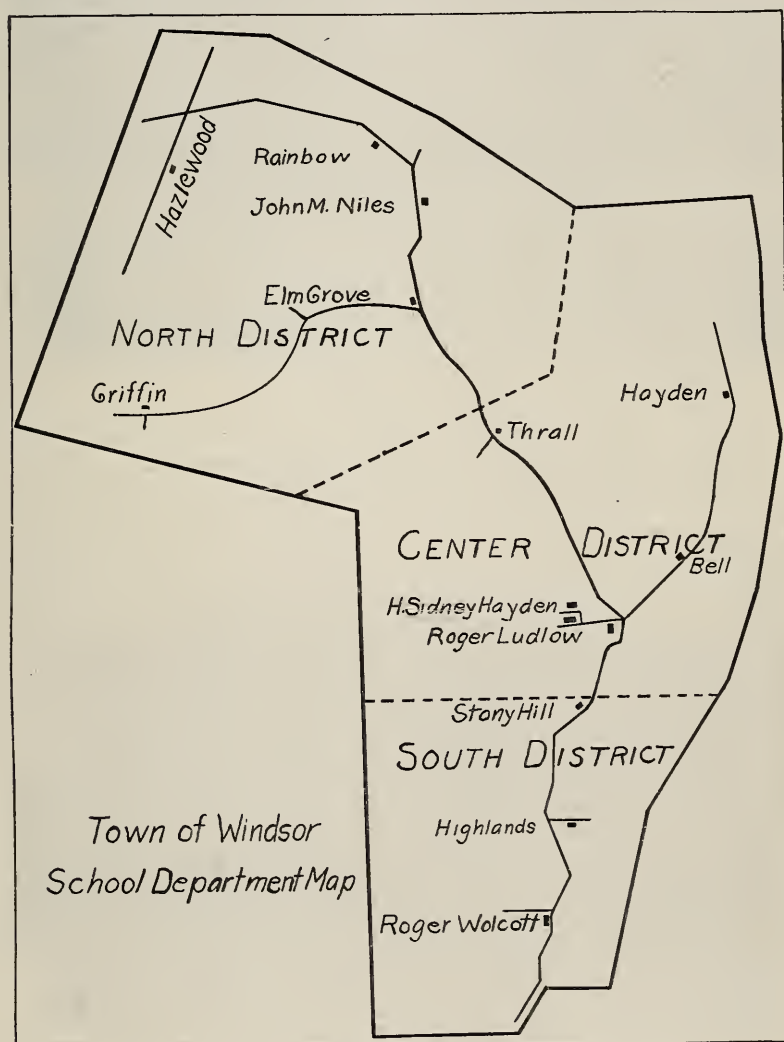 Hazlewood
Rainbow
John M. Niles
Elm Grove
NORTH DISTRICT
Griffin
Hayden
Thrall
CENTER DISTRICT
Bell
H. Sidney Hayden
Roger Ludlow
Stony Hill
SOUTH DISTRICT
Highlands
Roger Wolcott
Town of Windsor
School Department Map